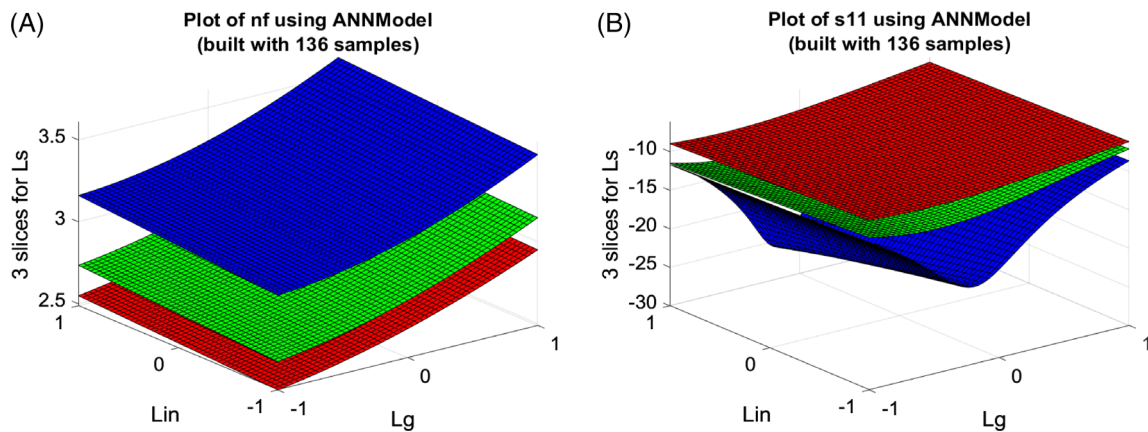 (A)
Plot of nf using ANNModel
(built with 136 samples)
3 slices for Ls
3.5
3
2.5
1
0
-1
Lin
-1
0
1
Lg
(B)
Plot of s11 using ANNModel
(built with 136 samples)
3 slices for Ls
-10
-15
-20
-25
-30
1
0
-1
Lin
-1
0
1
Lg